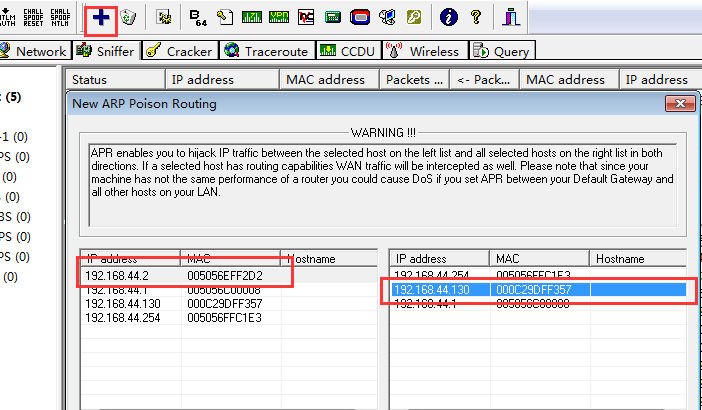 NTLM AUTH CHALL SPOOF RESET CHALL SPOOF NTLM B 64
Network Sniffer Cracker Traceroute CCDU Wireless Query
(5)
-1 (0)
PS (0)
(0)
(0)
BS (0)
PS (0)
PS (0)
(0)
Status IP address MAC address Packets ... <- Pack... MAC address IP address
New ARP Poison Routing
WARNING !!!
APR enables you to hijack IP traffic between the selected host on the left list and all selected hosts on the right list in both
directions. If a selected host has routing capabilities WAN traffic will be intercepted as well. Please note that since your
machine has not the same performance of a router you could cause DoS if you set APR between your Default Gateway and
all other hosts on your LAN.
IP address MAC Hostname
192.168.44.2 005056EFF2D2
192.168.44.1 005056C00008
192.168.44.130 000C29DFF357
192.168.44.254 005056FFC1E3
IP address MAC Hostname
192.168.44.254 005056FFC1E3
192.168.44.130 000C29DFF357
192.168.44.1 005056C00008